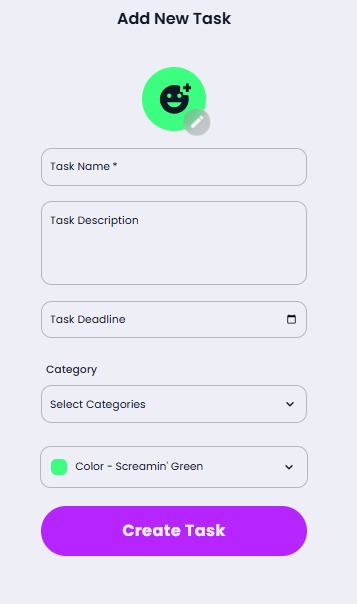 Add New Task
Task Name *
Task Description
Task Deadline
Category
Select Categories
Color - Screamin' Green
Create Task